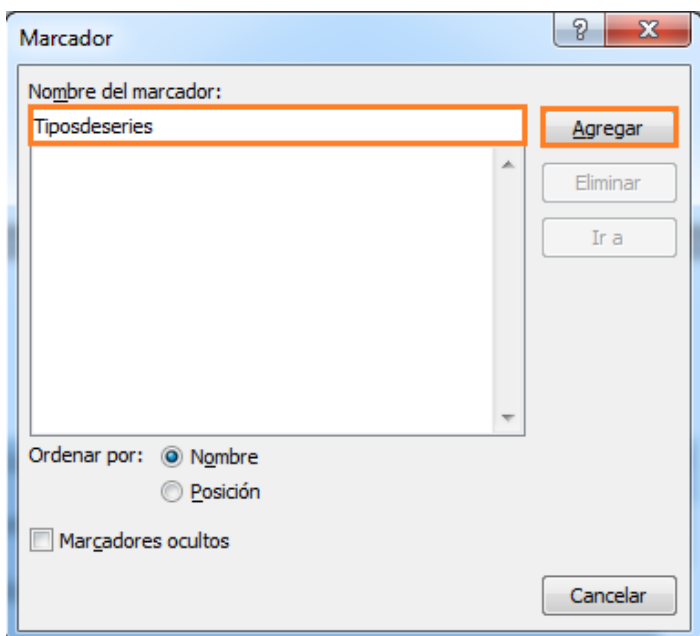 Marcador
Nombre del marcador:
Tiposdeseries
Agregar
Eliminar
Ir a
Ordenar por:
Nombre
Posición
Marcadores ocultos
Cancelar